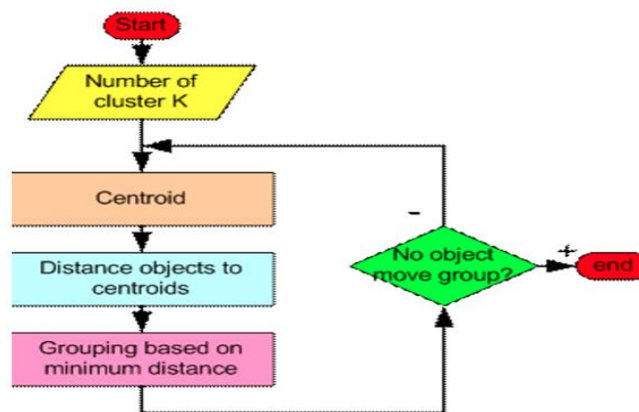 Start
Number of
cluster K
Centroid
Distance objects to
centroids
Grouping based on
minimum distance
-
No object
move group?
+
end